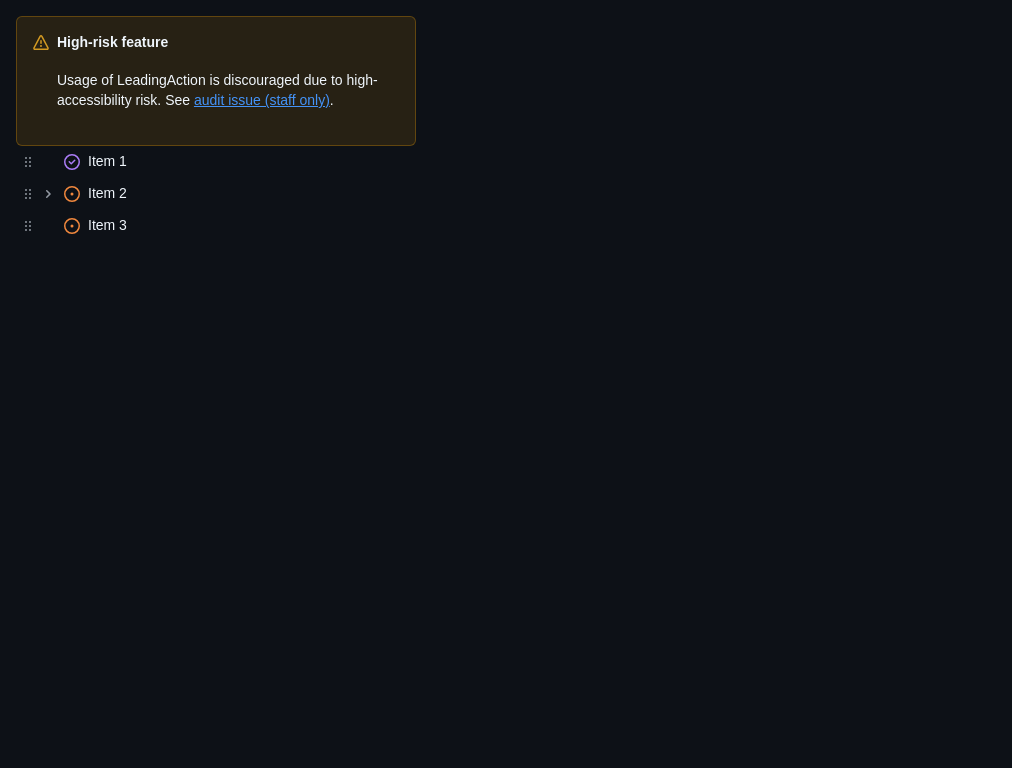 High-risk feature
Usage of LeadingAction is discouraged due to high-
accessibility risk. See audit issue (staff only).
Item 1
Item 2
Item 3